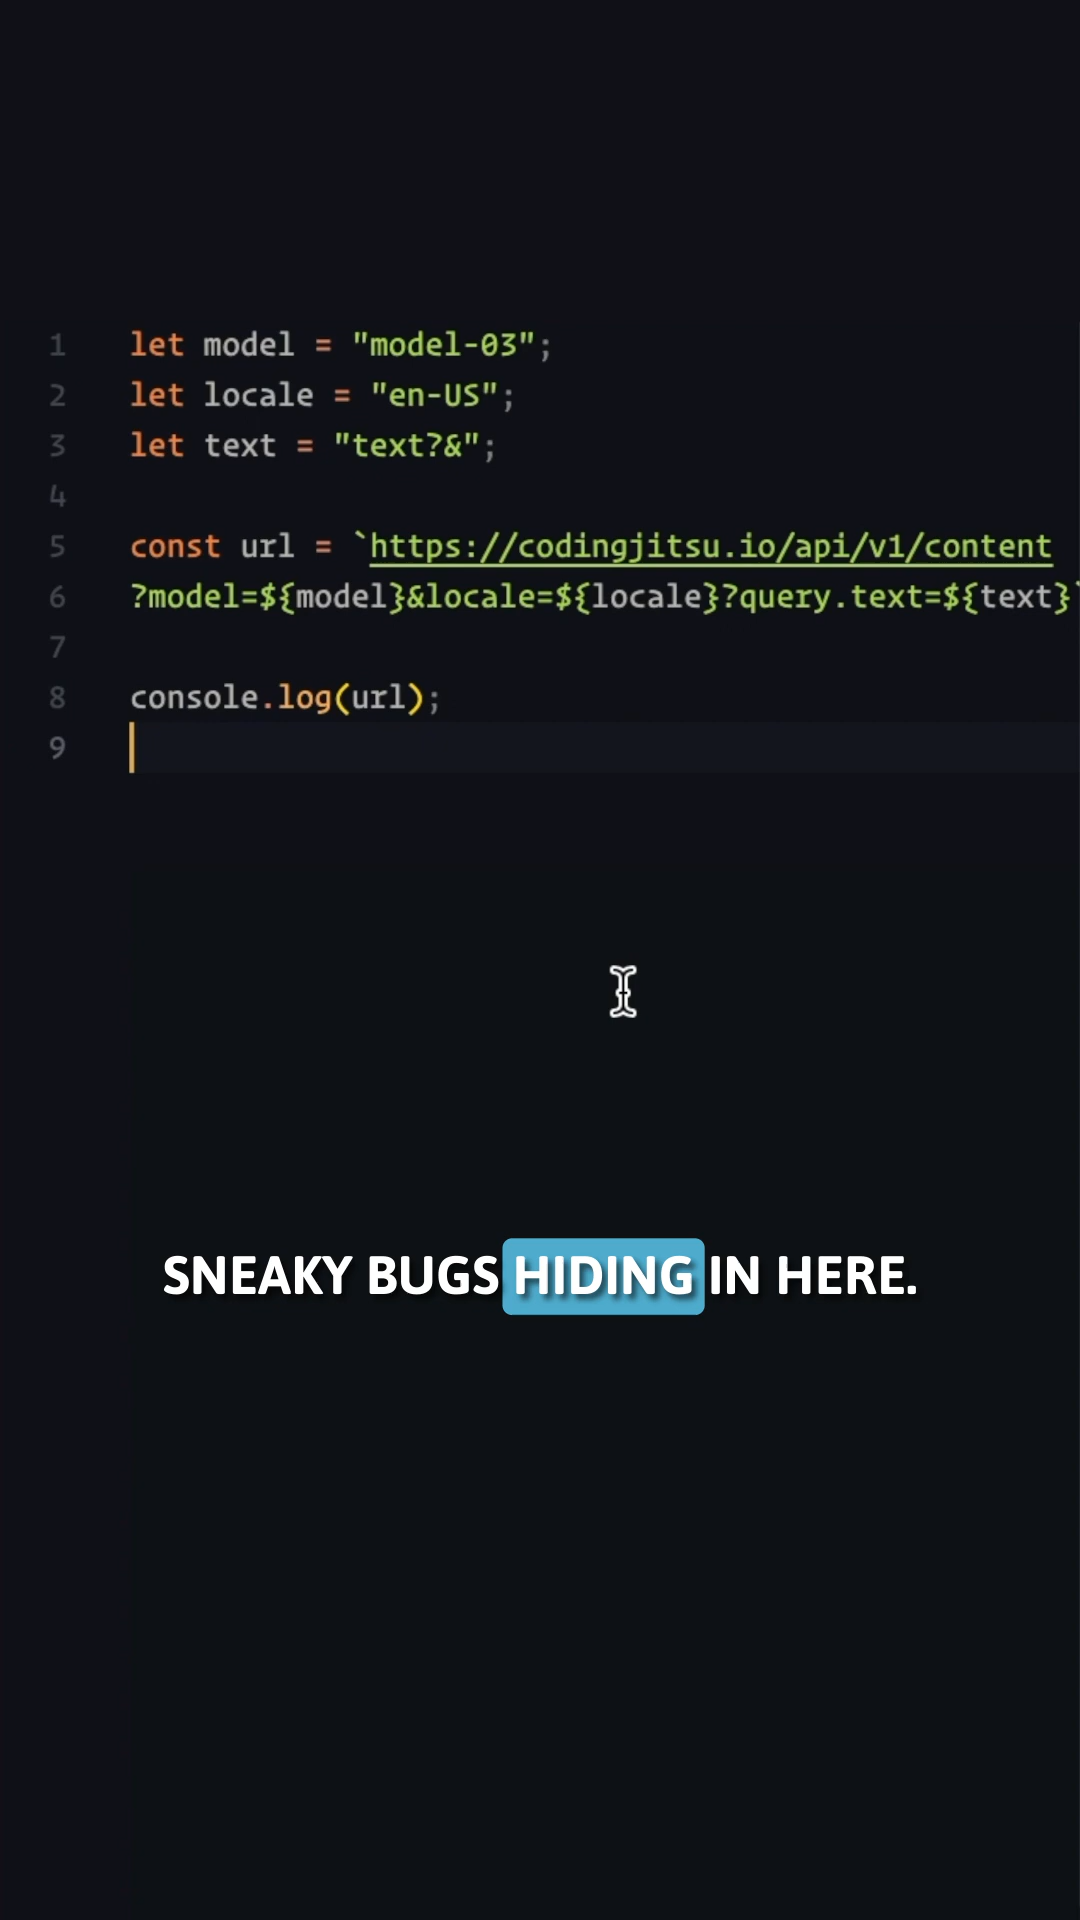 1 let model = "model-03";
2 let locale = "en-US";
3 let text = "text?&";
4
5 const url = `https://codingjitsu.io/api/v1/content
6 ?model=${model}&locale=${locale}?query.text=${text}`
7
8 console.log(url);
9
SNEAKY BUGS HIDING IN HERE.